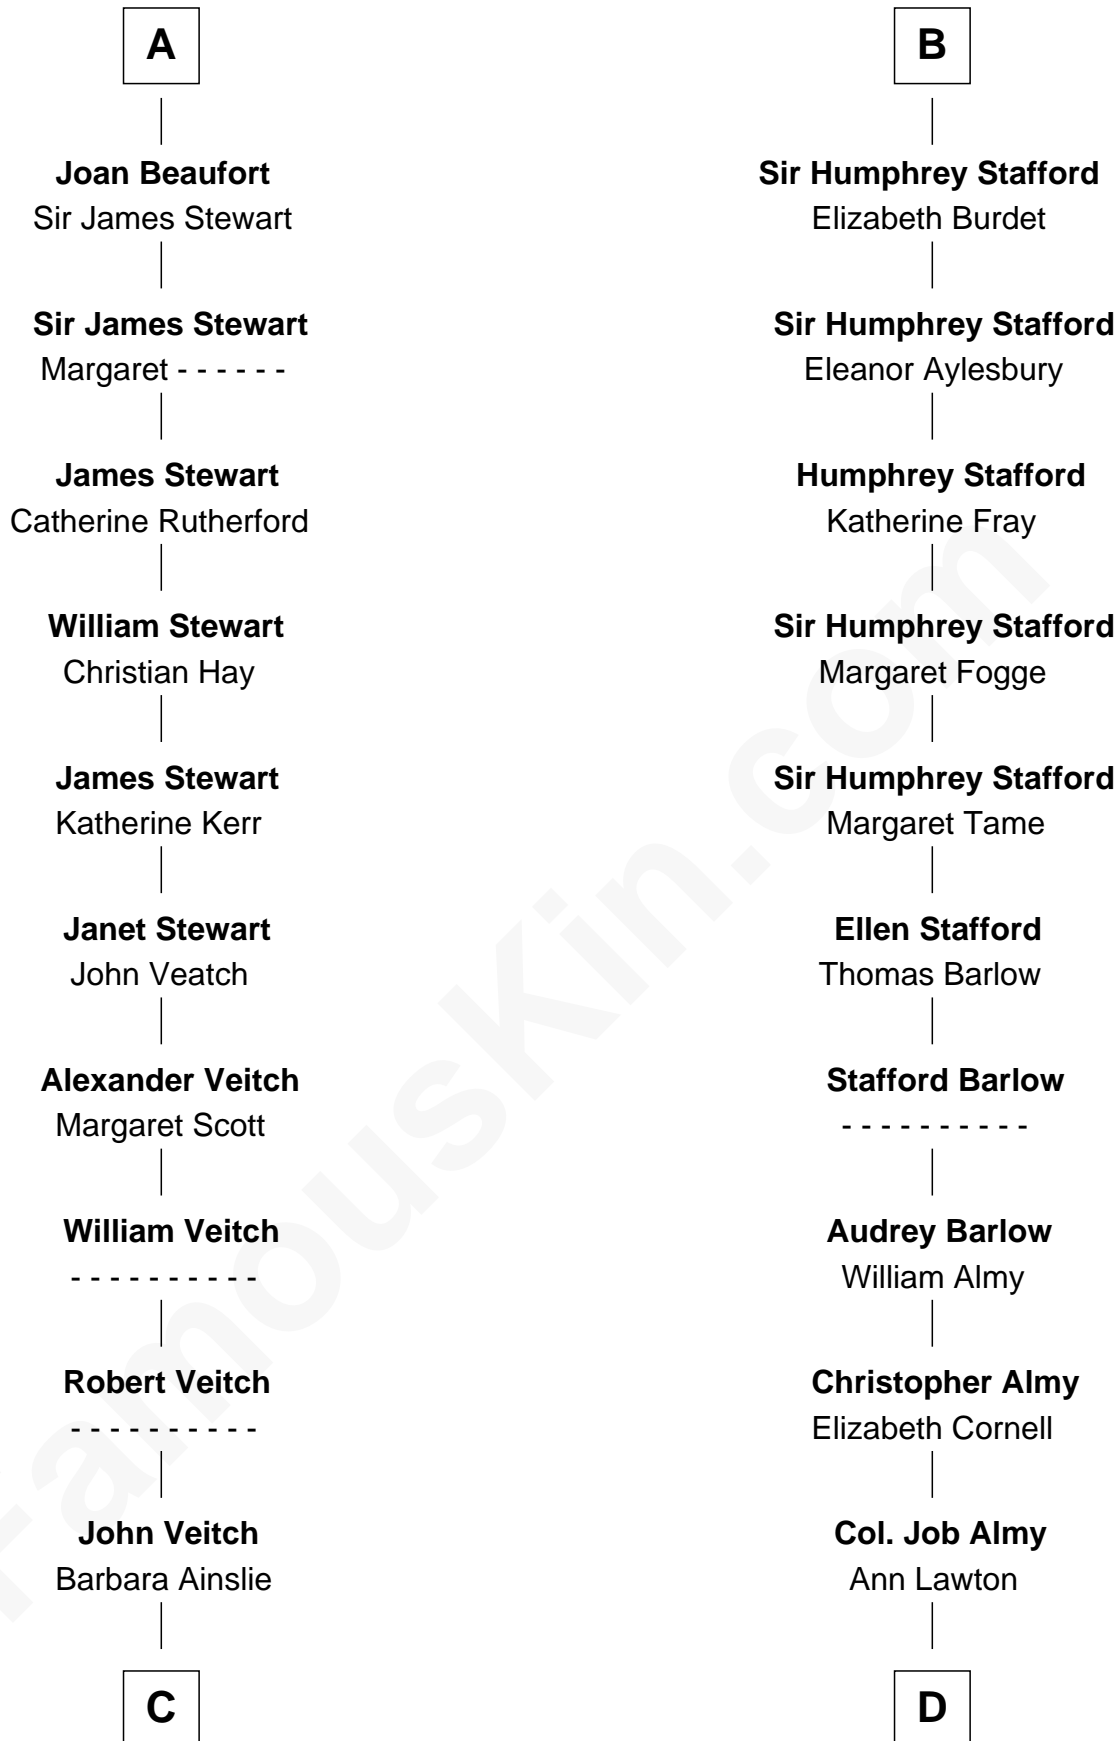 A
Joan Beaufort
Sir James Stewart
Sir James Stewart
Margaret - - - - - -
James Stewart
Catherine Rutherford
William Stewart
Christian Hay
James Stewart
Katherine Kerr
Janet Stewart
John Veatch
Alexander Veitch
Margaret Scott
William Veitch
- - - - - - - - - -
Robert Veitch
- - - - - - - - - -
John Veitch
Barbara Ainslie
C
B
Sir Humphrey Stafford
Elizabeth Burdet
Sir Humphrey Stafford
Eleanor Aylesbury
Humphrey Stafford
Katherine Fray
Sir Humphrey Stafford
Margaret Fogge
Sir Humphrey Stafford
Margaret Tame
Ellen Stafford
Thomas Barlow
Stafford Barlow
- - - - - - - - - -
Audrey Barlow
William Almy
Christopher Almy
Elizabeth Cornell
Col. Job Almy
Ann Lawton
D
FamousKin.com